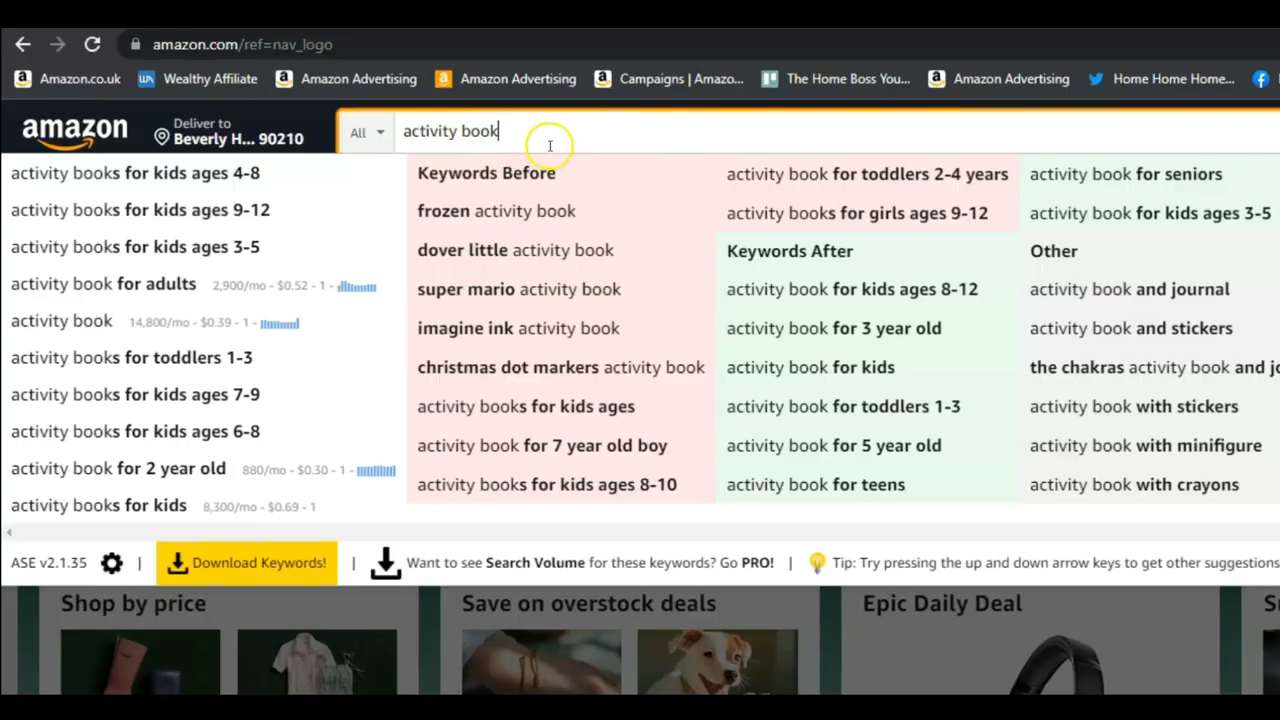 amazon.com/ref=nav_logo
Amazon.co.uk
Wealthy Affiliate
Amazon Advertising
Amazon Advertising
Campaigns | Amazo...
The Home Boss You...
Amazon Advertising
Home Home Home...
amazon
Deliver to
Beverly H... 90210
All
activity book
activity books for kids ages 4-8
activity books for kids ages 9-12
activity books for kids ages 3-5
activity book for adults 2,900/mo - $0.52 - 1 -
activity book 14,800/mo - $0.39 - 1 -
activity books for toddlers 1-3
activity books for kids ages 7-9
activity books for kids ages 6-8
activity book for 2 year old 880/mo - $0.30 - 1 -
activity books for kids 8,300/mo - $0.69 - 1
Keywords Before
frozen activity book
dover little activity book
super mario activity book
imagine ink activity book
christmas dot markers activity book
activity books for kids ages
activity book for 7 year old boy
activity books for kids ages 8-10
activity book for toddlers 2-4 years
activity books for girls ages 9-12
Keywords After
activity book for kids ages 8-12
activity book for 3 year old
activity book for kids
activity book for toddlers 1-3
activity book for 5 year old
activity book for teens
activity book for seniors
activity book for kids ages 3-5
Other
activity book and journal
activity book and stickers
the chakras activity book and jo
activity book with stickers
activity book with minifigure
activity book with crayons
ASE v2.1.35 |
Download Keywords!
| Want to see Search Volume for these keywords? Go PRO! |
Tip: Try pressing the up and down arrow keys to get other suggestions
Shop by price
Save on overstock deals
Epic Daily Deal